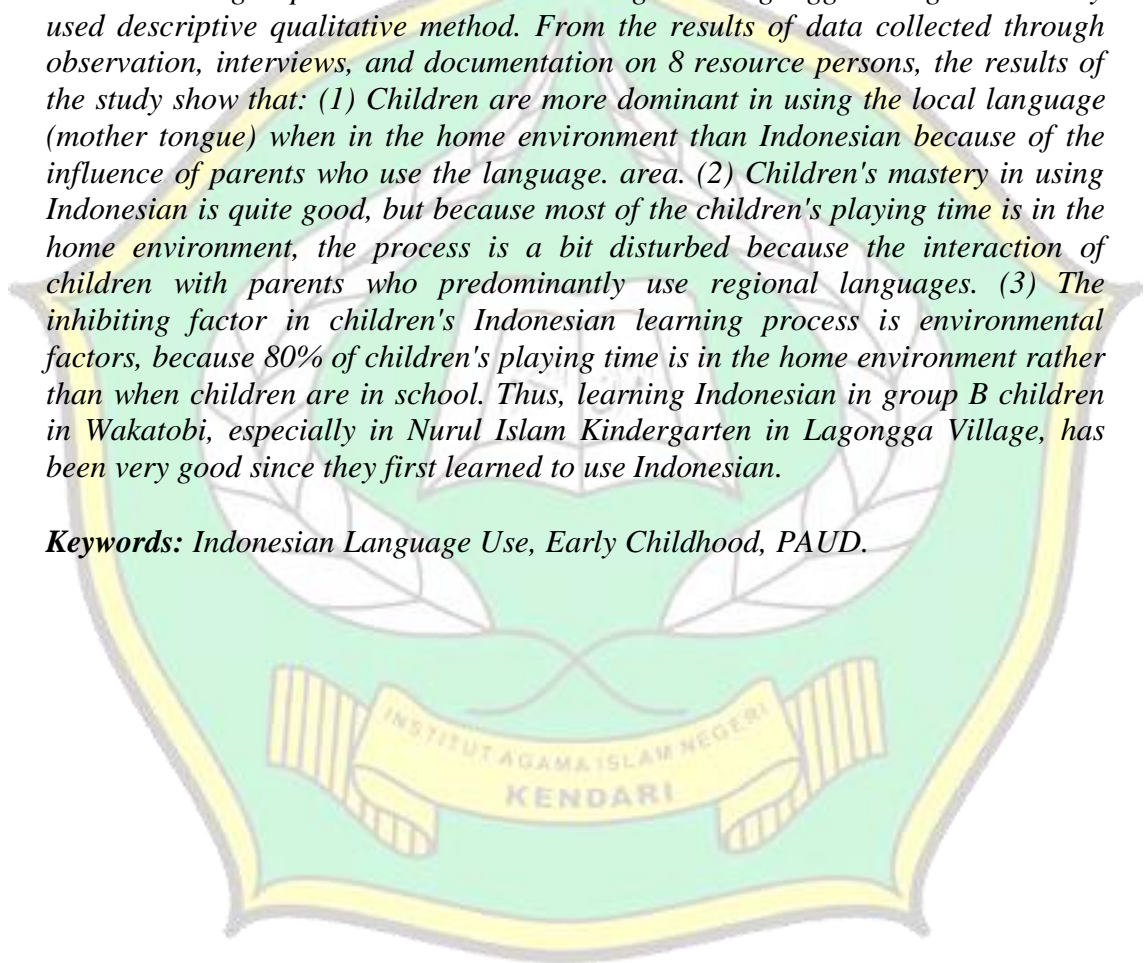 used descriptive qualitative method. From the results of data collected through
observation, interviews, and documentation on 8 resource persons, the results of
the study show that: (1) Children are more dominant in using the local language
(mother tongue) when in the home environment than Indonesian because of the
influence of parents who use the language. area. (2) Children's mastery in using
Indonesian is quite good, but because most of the children's playing time is in the
home environment, the process is a bit disturbed because the interaction of
children with parents who predominantly use regional languages. (3) The
inhibiting factor in children's Indonesian learning process is environmental
factors, because 80% of children's playing time is in the home environment rather
than when children are in school. Thus, learning Indonesian in group B children
in Wakatobi, especially in Nurul Islam Kindergarten in Lagongga Village, has
been very good since they first learned to use Indonesian.
Keywords: Indonesian Language Use, Early Childhood, PAUD.
INSTITUT AGAMA ISLAM NEGERI
KENDARI